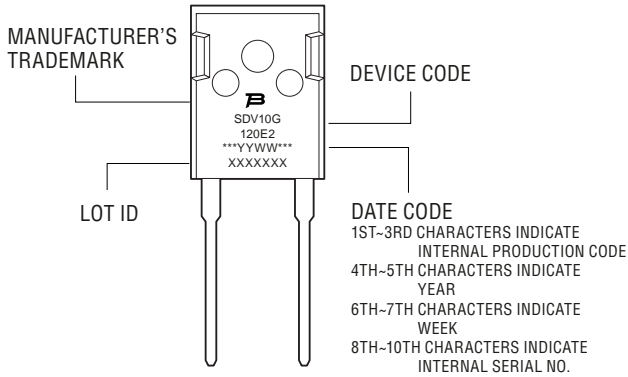 MANUFACTURER'S
TRADEMARK
LOT ID
SDV10G
120E2
***YYWW***
XXXXXXX
DEVICE CODE
DATE CODE
1ST~3RD CHARACTERS INDICATE
INTERNAL PRODUCTION CODE
4TH~5TH CHARACTERS INDICATE
YEAR
6TH~7TH CHARACTERS INDICATE
WEEK
8TH~10TH CHARACTERS INDICATE
INTERNAL SERIAL NO.